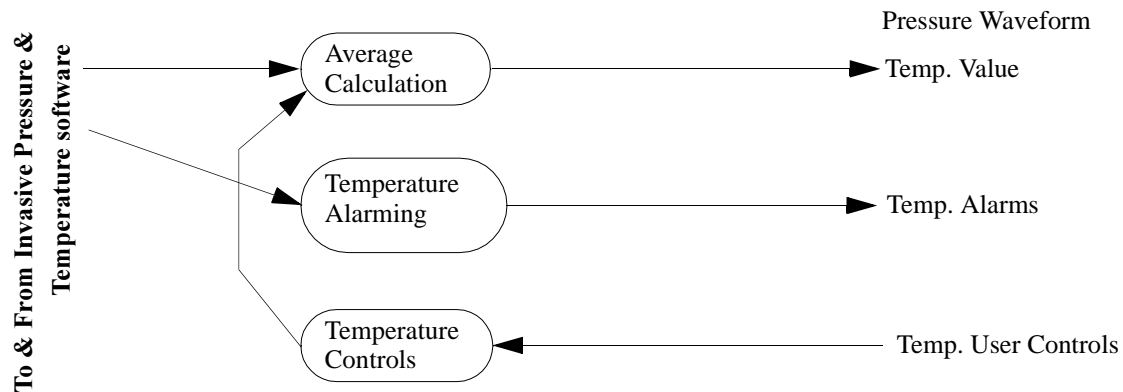 To & From Invasive Pressure &
Temperature software
Pressure Waveform
Average
Calculation
Temp. Value
Temperature
Alarming
Temp. Alarms
Temperature
Controls
Temp. User Controls